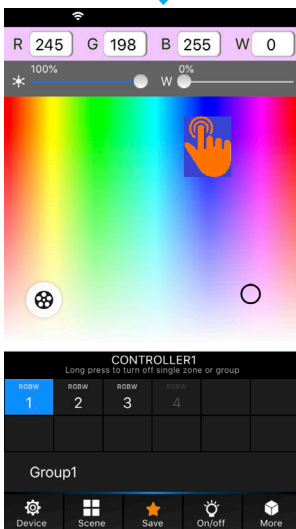 R 245 G 198 B 255 W 0
100% W 0%
CONTROLLER1
Long press to turn off single zone or group
RGBW RGBW RGBW RGBW
1 2 3 4
Group1
Device Scene Save On/off More